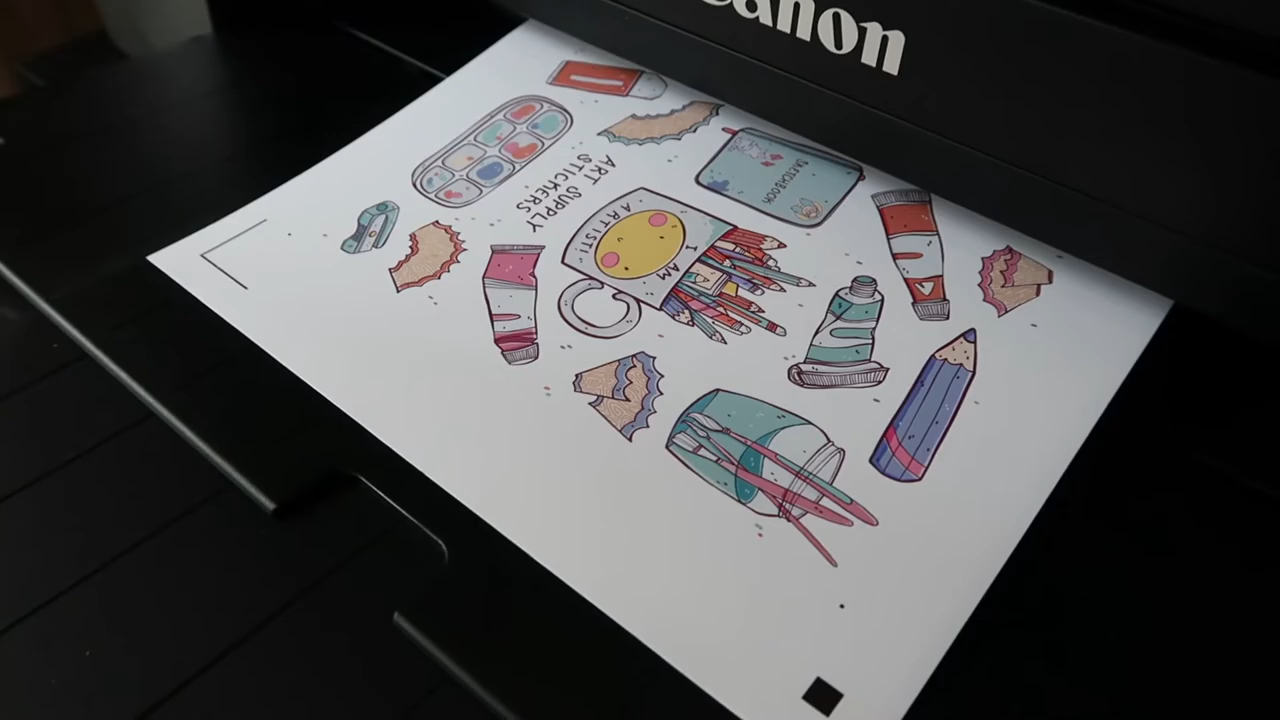 Canon
ART SUPPLY
STICKERS
SKETCHBOOK
I AM
ARTIST!